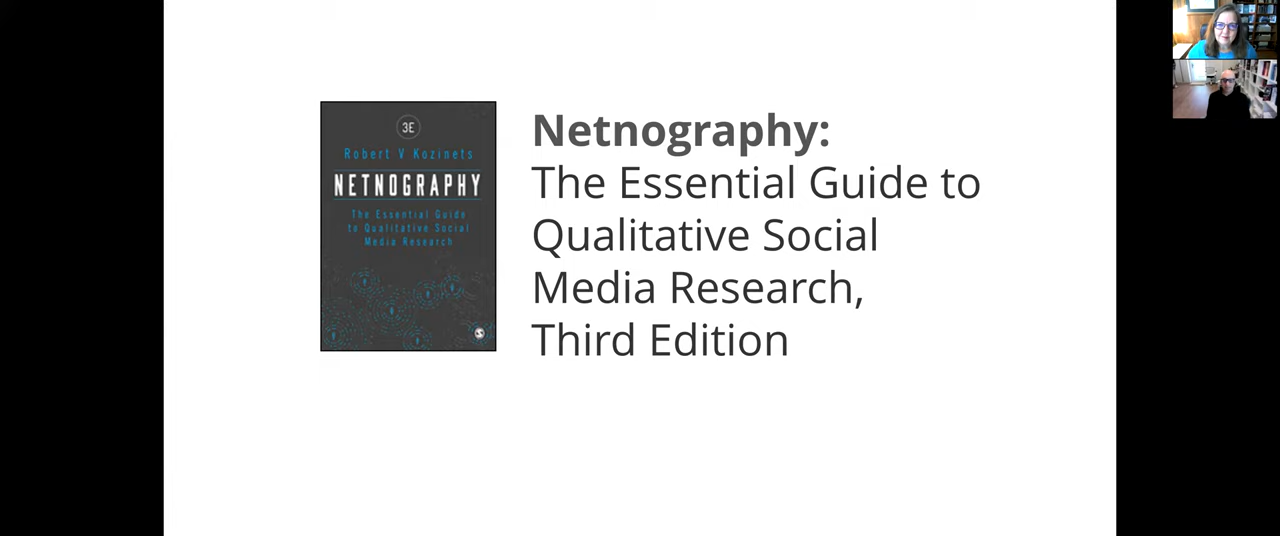 3E
Robert V Kozinets
NETNOGRAPHY
The Essential Guide
to Qualitative Social
Media Research
S
Netnography:
The Essential Guide to
Qualitative Social
Media Research,
Third Edition